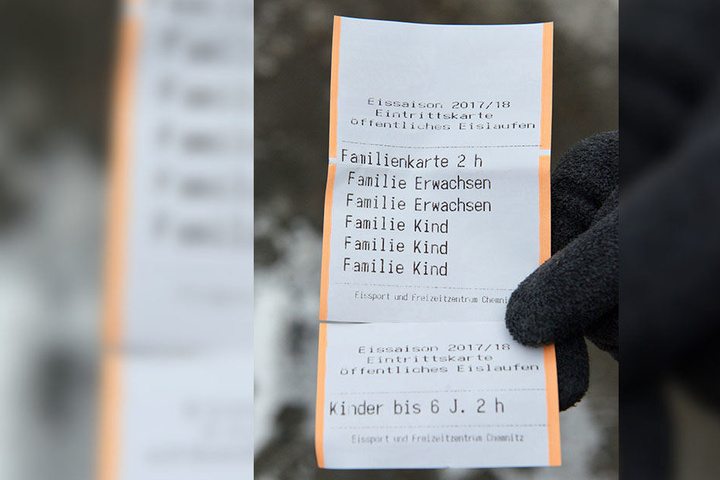 Eissaison 2017/18
Eintrittskarte
öffentliches Eislaufen
Familienkarte 2 h
Familie Erwachsen
Familie Erwachsen
Familie Kind
Familie Kind
Familie Kind
Eissport und Freizeitzentrum Chemni
Eissaison 2017/18
Eintrittskarte
öffentliches Eislaufen
Kinder bis 6 J. 2 h
Eissport und Freizeitzentrum Chemnitz